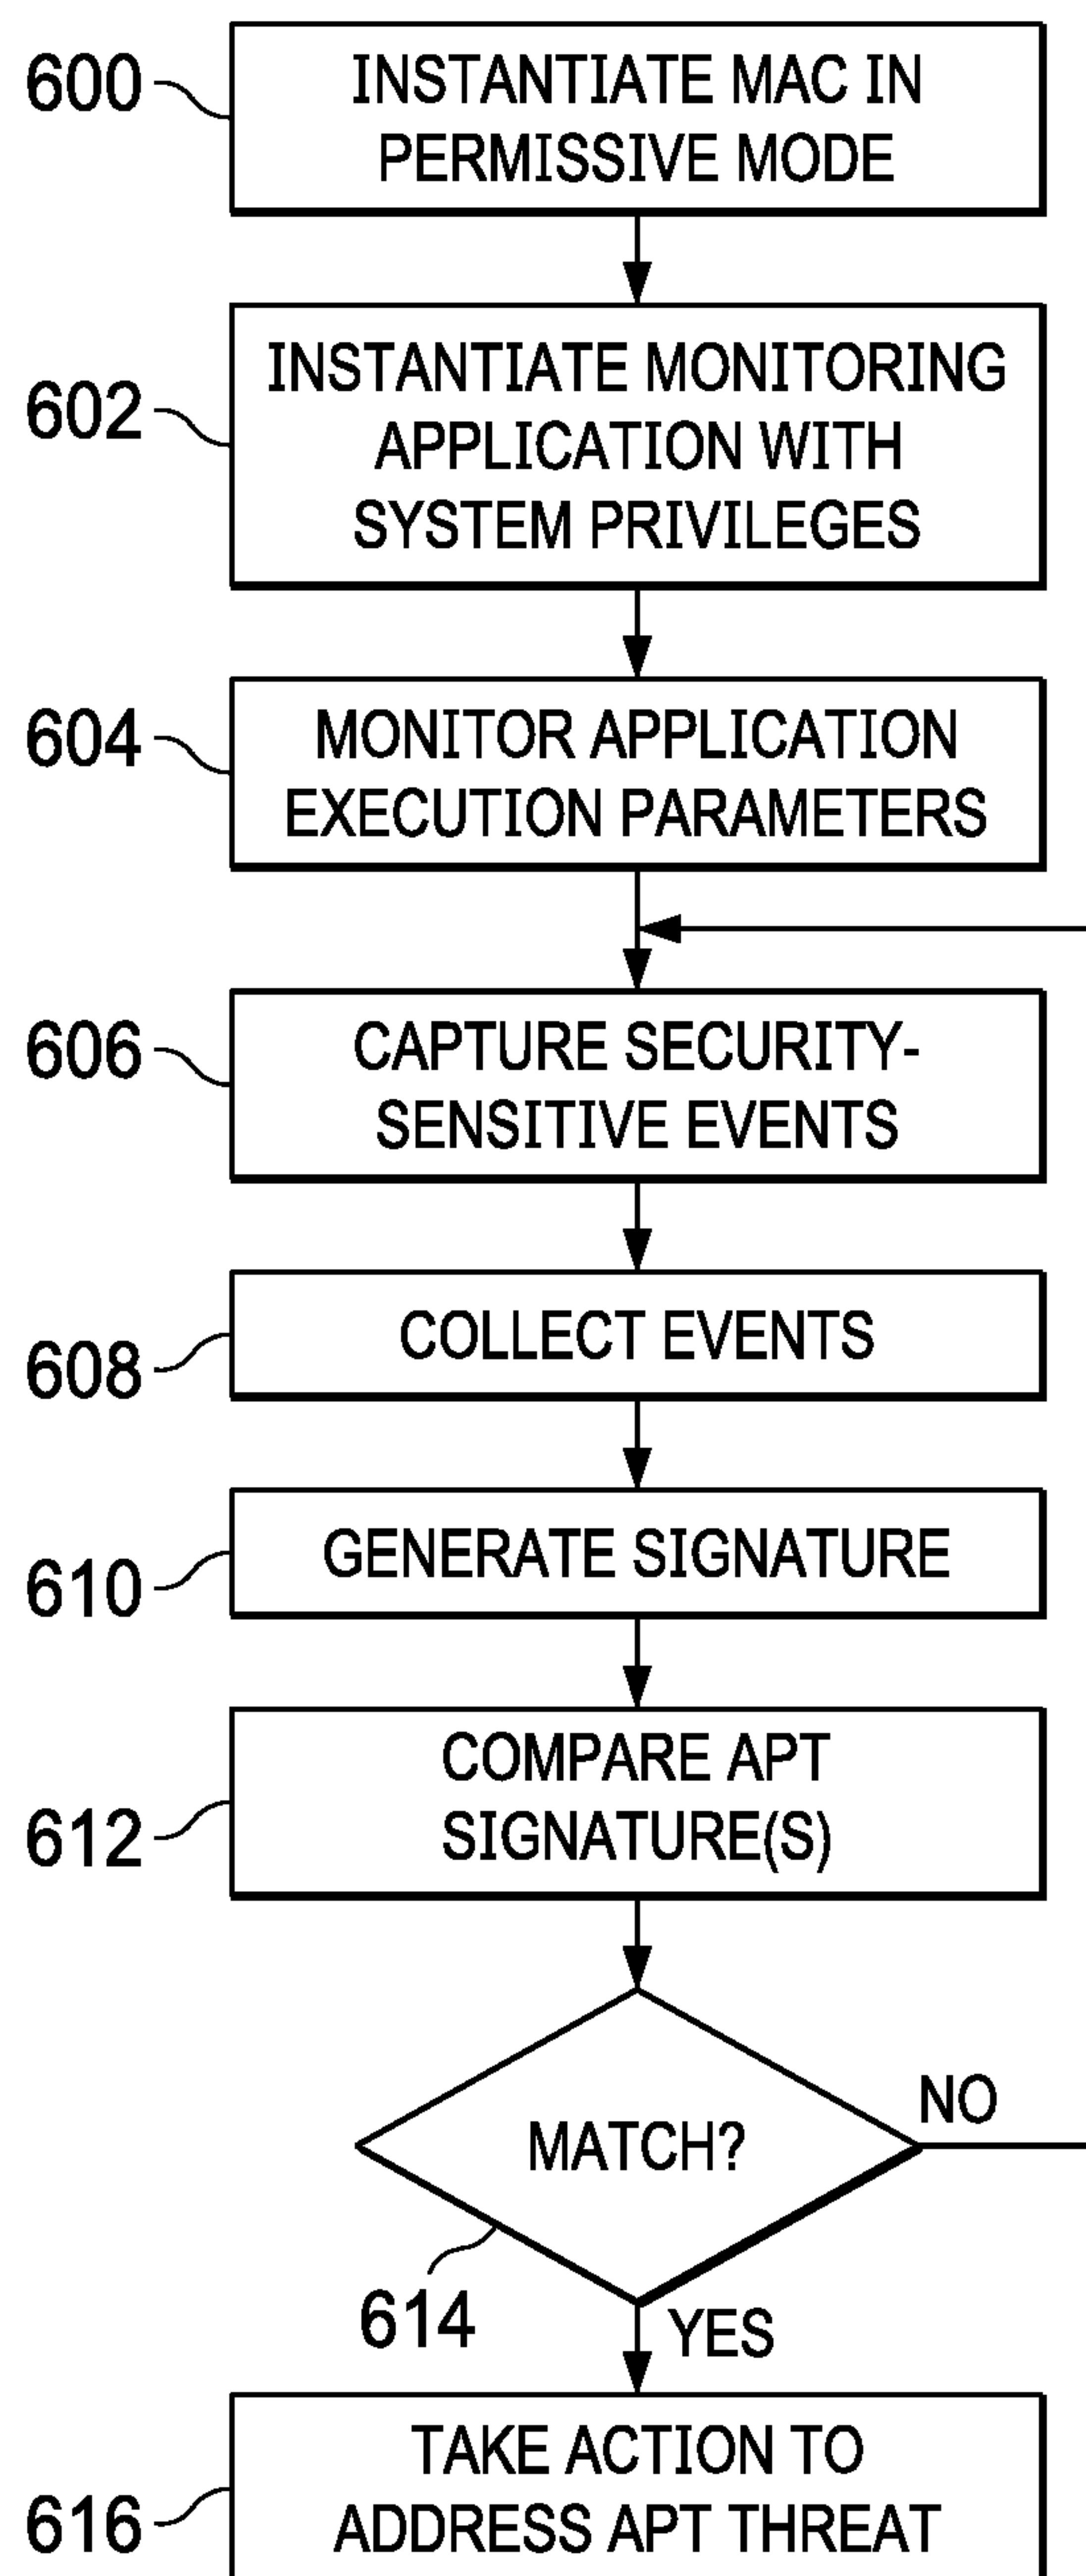 600
INSTANTIATE MAC IN
PERMISSIVE MODE
602
INSTANTIATE MONITORING
APPLICATION WITH
SYSTEM PRIVILEGES
604
MONITOR APPLICATION
EXECUTION PARAMETERS
606
CAPTURE SECURITY-
SENSITIVE EVENTS
608
COLLECT EVENTS
610
GENERATE SIGNATURE
612
COMPARE APT
SIGNATURE(S)
MATCH?
NO
614
YES
616
TAKE ACTION TO
ADDRESS APT THREAT